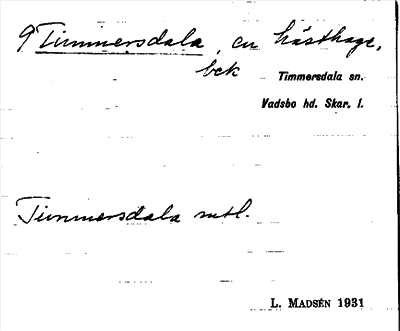 9 Timmersdala, en hästhage,
bek
Timmersdala sn.
Vadsbo hd. Skar. l.
Timmersdala mtl.
L. MADSÉN 1931